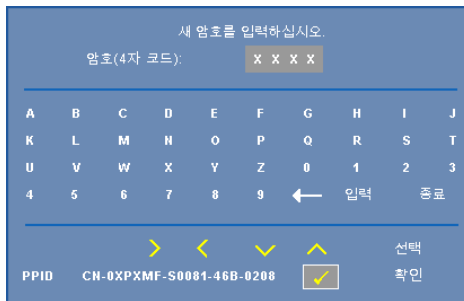 새 암호를 입력하십시오.
암호(4자 코드): X X X X
A B C D E F G H I J
K L M N O P Q R S T
U V W X Y Z 0 1 2 3
4 5 6 7 8 9 ← 입력 종료
선택
PPID CN-0XPXMF-S0081-46B-0208 ✓ 확인